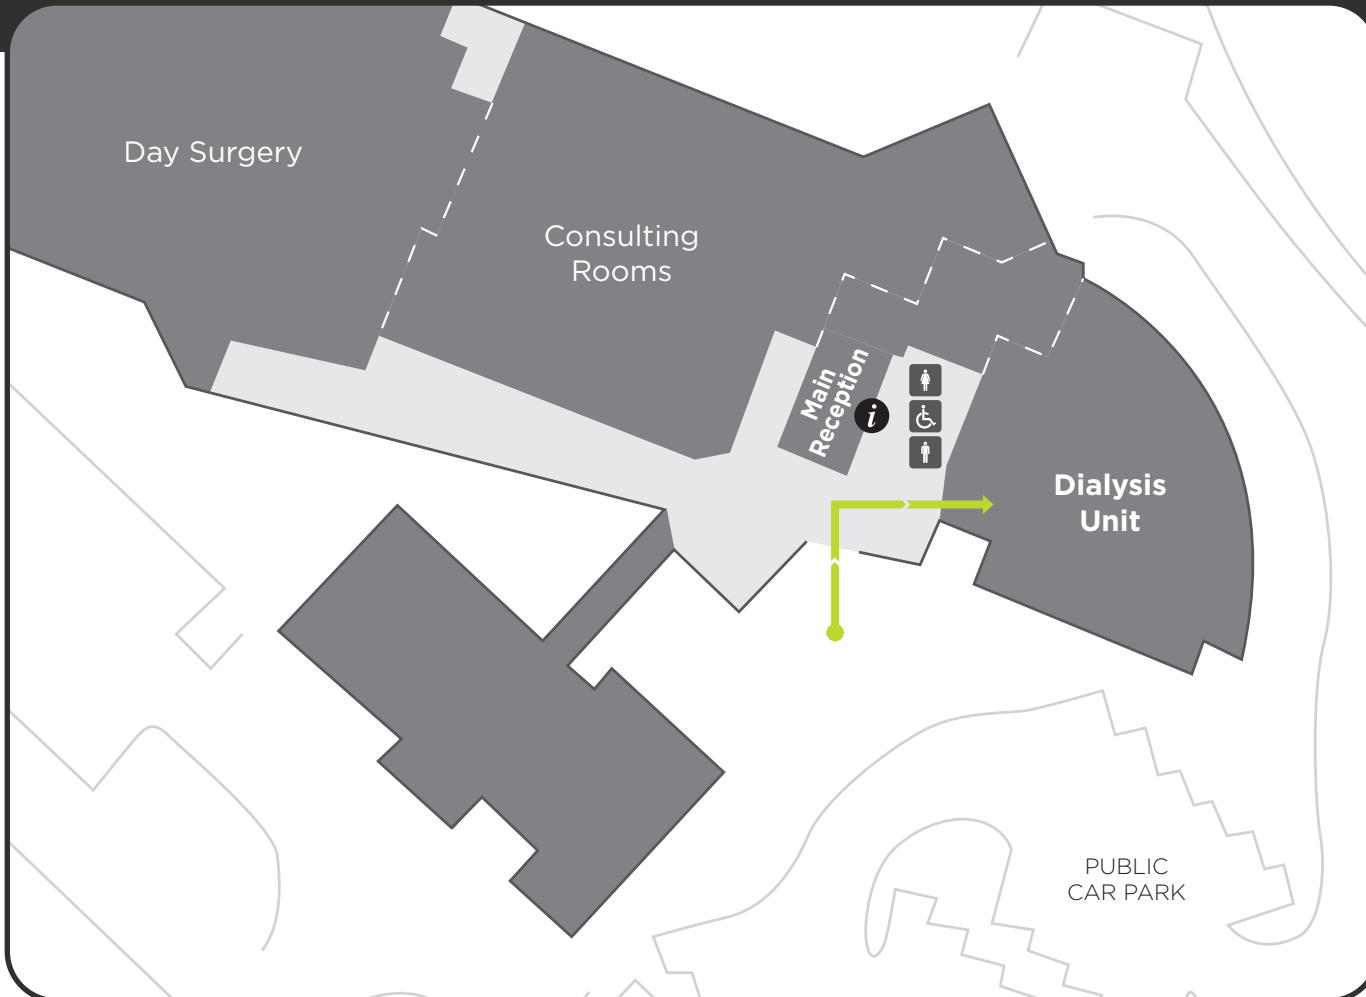 Day Surgery
Consulting
Rooms
Main
Reception
i
Dialysis
Unit
PUBLIC
CAR PARK